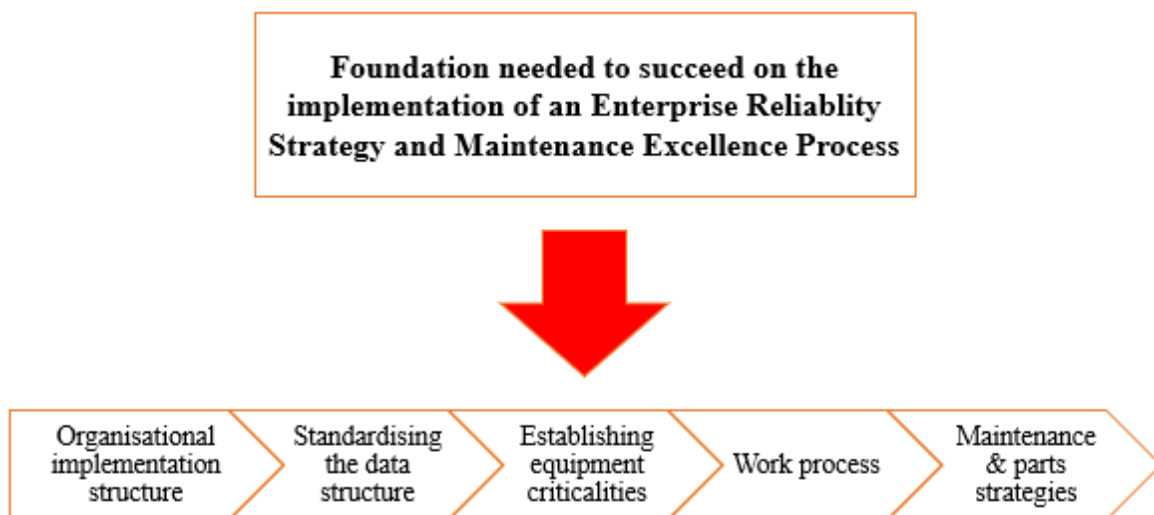 Foundation needed to succeed on the
implementation of an Enterprise Reliablity
Strategy and Maintenance Excellence Process
Organisational
implementation
structure
Standardising
the data
structure
Establishing
equipment
criticalities
Work process
Maintenance
& parts
strategies